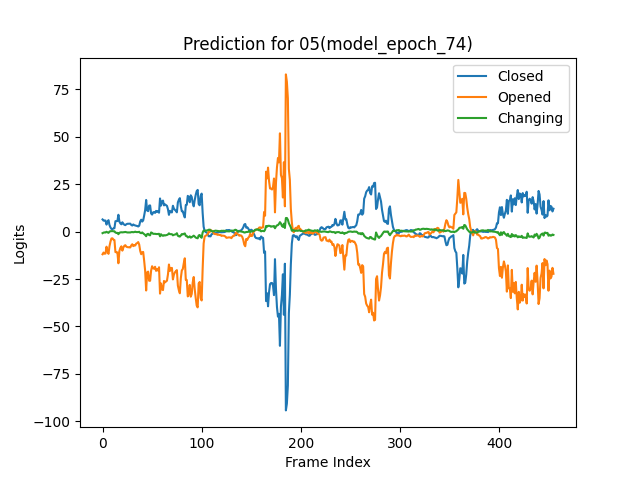 Prediction for 05(model_epoch_74)
Closed
Opened
Changing
75
50
25
0
−25
−50
−75
−100
Logits
0 100 200 300 400
Frame Index